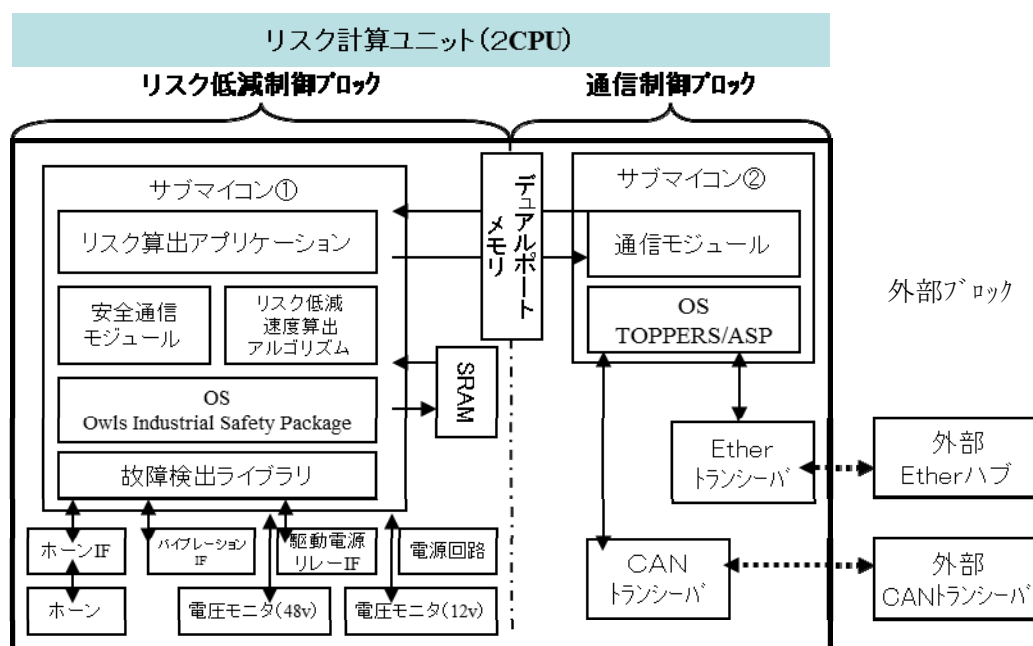 リスク計算ユニット(2CPU)
リスク低減制御ブロック
通信制御ブロック
サブマイコン①
リスク算出アプリケーション
安全通信
モジュール
リスク低減
速度算出
アルゴリズム
OS
Owls Industrial Safety Package
故障検出ライブラリ
SRAM
デュアルポート
メモリ
サブマイコン②
通信モジュール
OS
TOPPERS/ASP
外部ブロック
Ether
トランシーバ
外部
Etherハブ
CAN
トランシーバ
外部
CANトランシーバ
ホーンIF
バイブレーション
IF
駆動電源
リレーIF
電源回路
ホーン
電圧モニタ(48v)
電圧モニタ(12v)